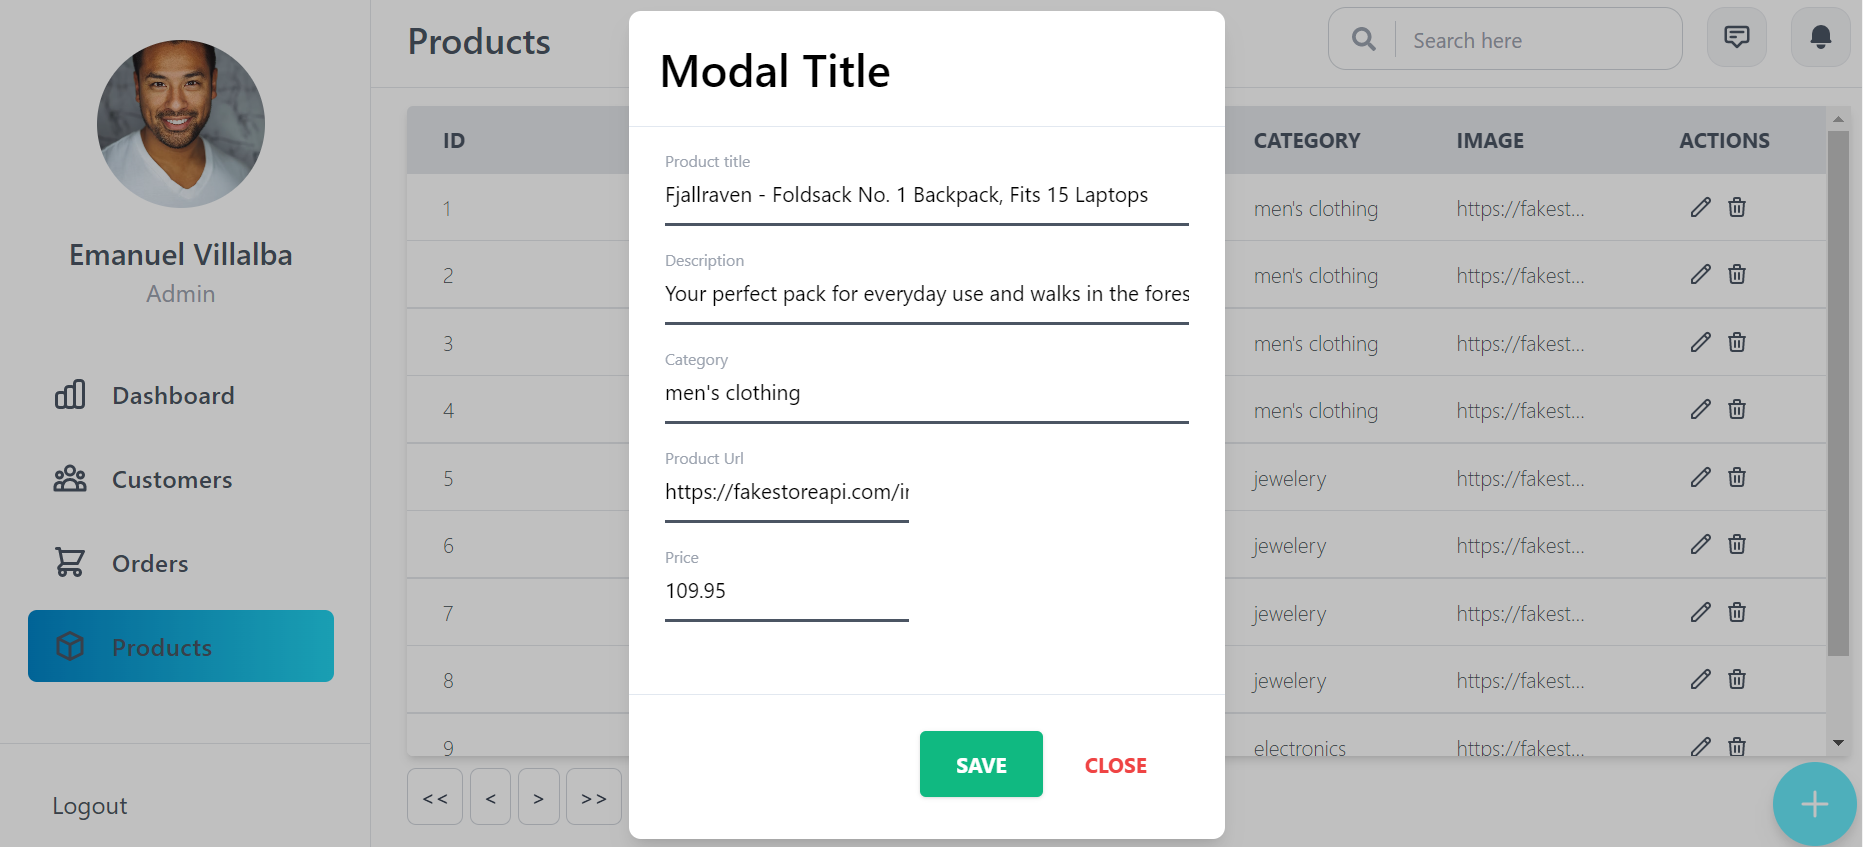 Emanuel Villalba
Admin
Dashboard
Customers
Orders
Products
Logout
Products
Search here
ID CATEGORY IMAGE ACTIONS
1 men's clothing https://fakest...
2 men's clothing https://fakest...
3 men's clothing https://fakest...
4 men's clothing https://fakest...
5 jewelery https://fakest...
6 jewelery https://fakest...
7 jewelery https://fakest...
8 jewelery https://fakest...
9 electronics https://fakest...
<< < > >>
Modal Title
Product title
Fjallraven - Foldsack No. 1 Backpack, Fits 15 Laptops
Description
Your perfect pack for everyday use and walks in the fores
Category
men's clothing
Product Url
https://fakestoreapi.com/i
Price
109.95
SAVE CLOSE